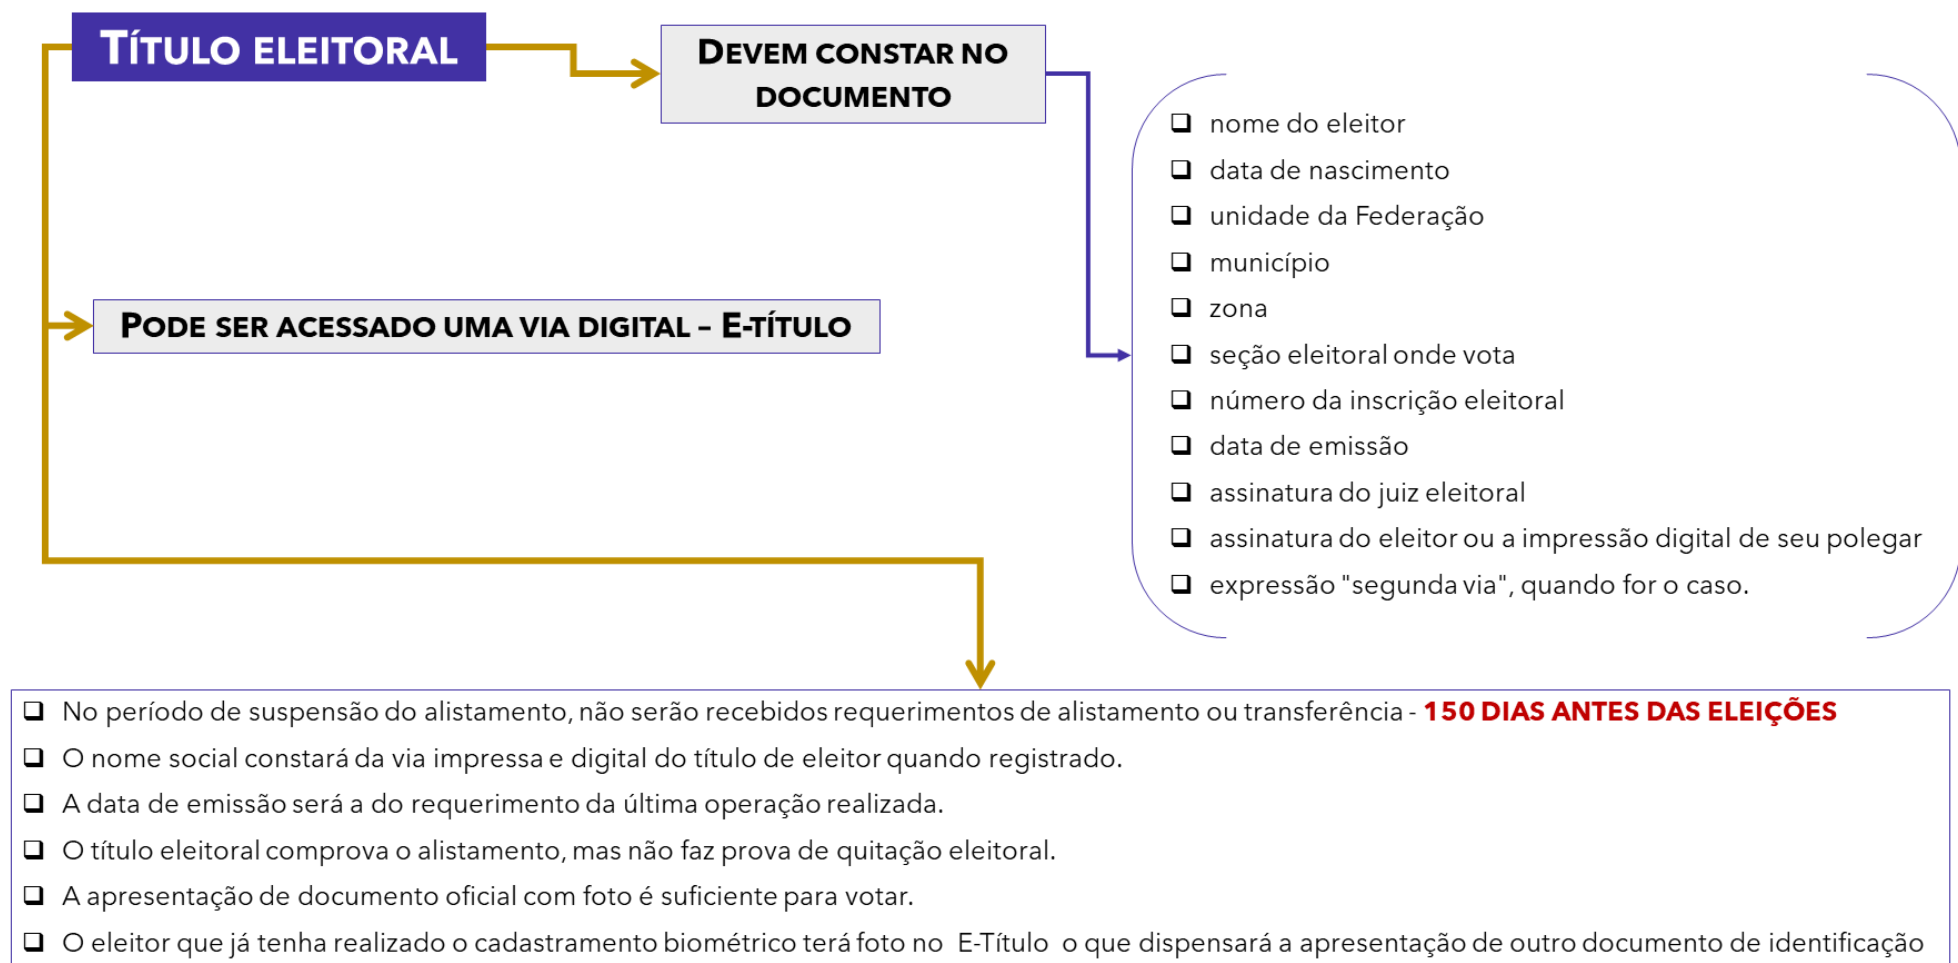 TÍTULO ELEITORAL
DEVEM CONSTAR NO
DOCUMENTO
nome do eleitor
data de nascimento
unidade da Federação
município
zona
seção eleitoral onde vota
número da inscrição eleitoral
data de emissão
assinatura do juiz eleitoral
assinatura do eleitor ou a impressão digital de seu polegar
expressão "segunda via", quando for o caso.
PODE SER ACESSADO UMA VIA DIGITAL – E-TÍTULO
No período de suspensão do alistamento, não serão recebidos requerimentos de alistamento ou transferência - 150 DIAS ANTES DAS ELEIÇÕES
O nome social constará da via impressa e digital do título de eleitor quando registrado.
A data de emissão será a do requerimento da última operação realizada.
O título eleitoral comprova o alistamento, mas não faz prova de quitação eleitoral.
A apresentação de documento oficial com foto é suficiente para votar.
O eleitor que já tenha realizado o cadastramento biométrico terá foto no E-Título o que dispensará a apresentação de outro documento de identificação